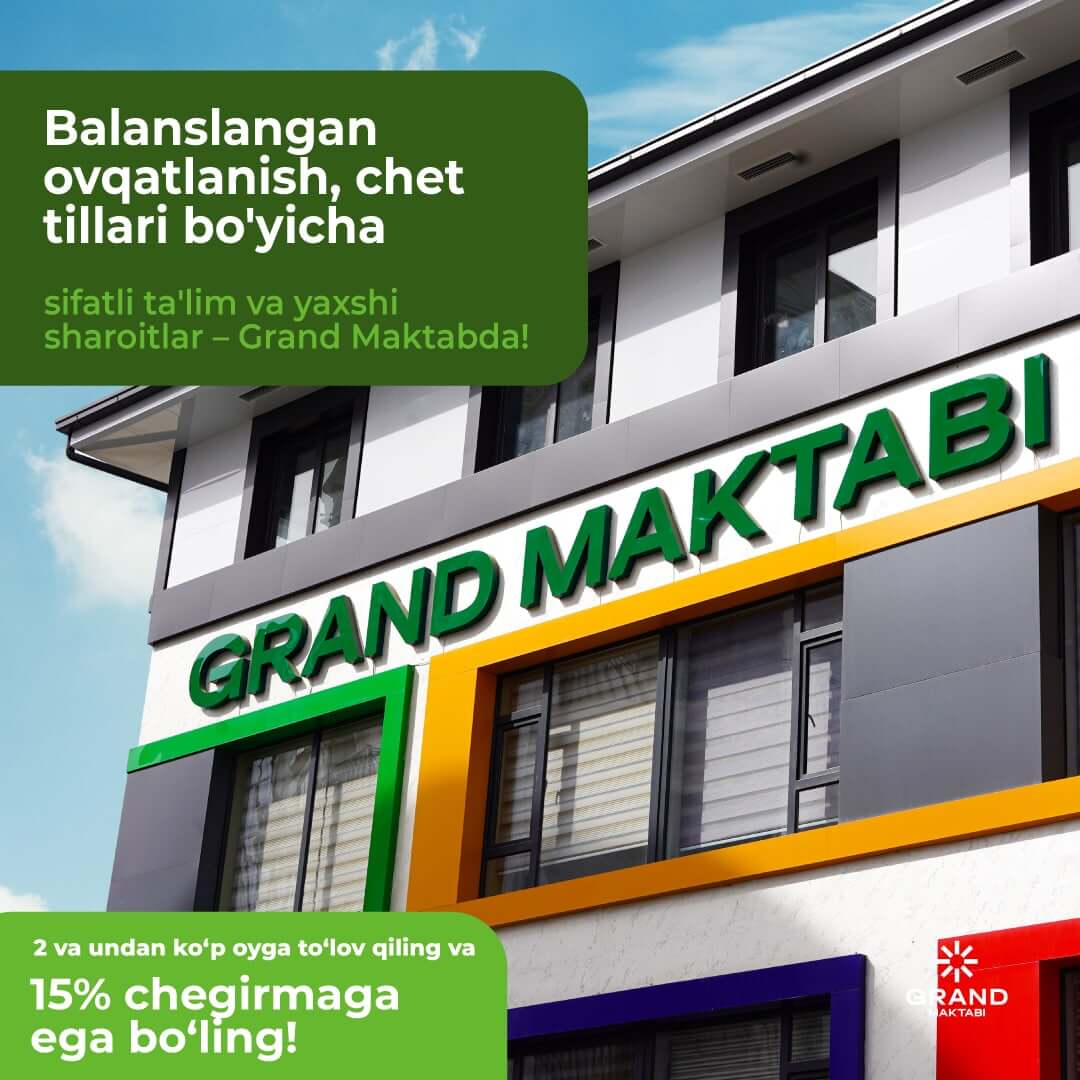 Balanslangan
ovqatlanish, chet
tillari bo'yicha
sifatli ta'lim va yaxshi
sharoitlar – Grand Maktabda!
GRAND MAKTABI
2 va undan ko‘p oyga to‘lov qiling va
15% chegirmaga
ega bo‘ling!
GRAND
MAKTABI